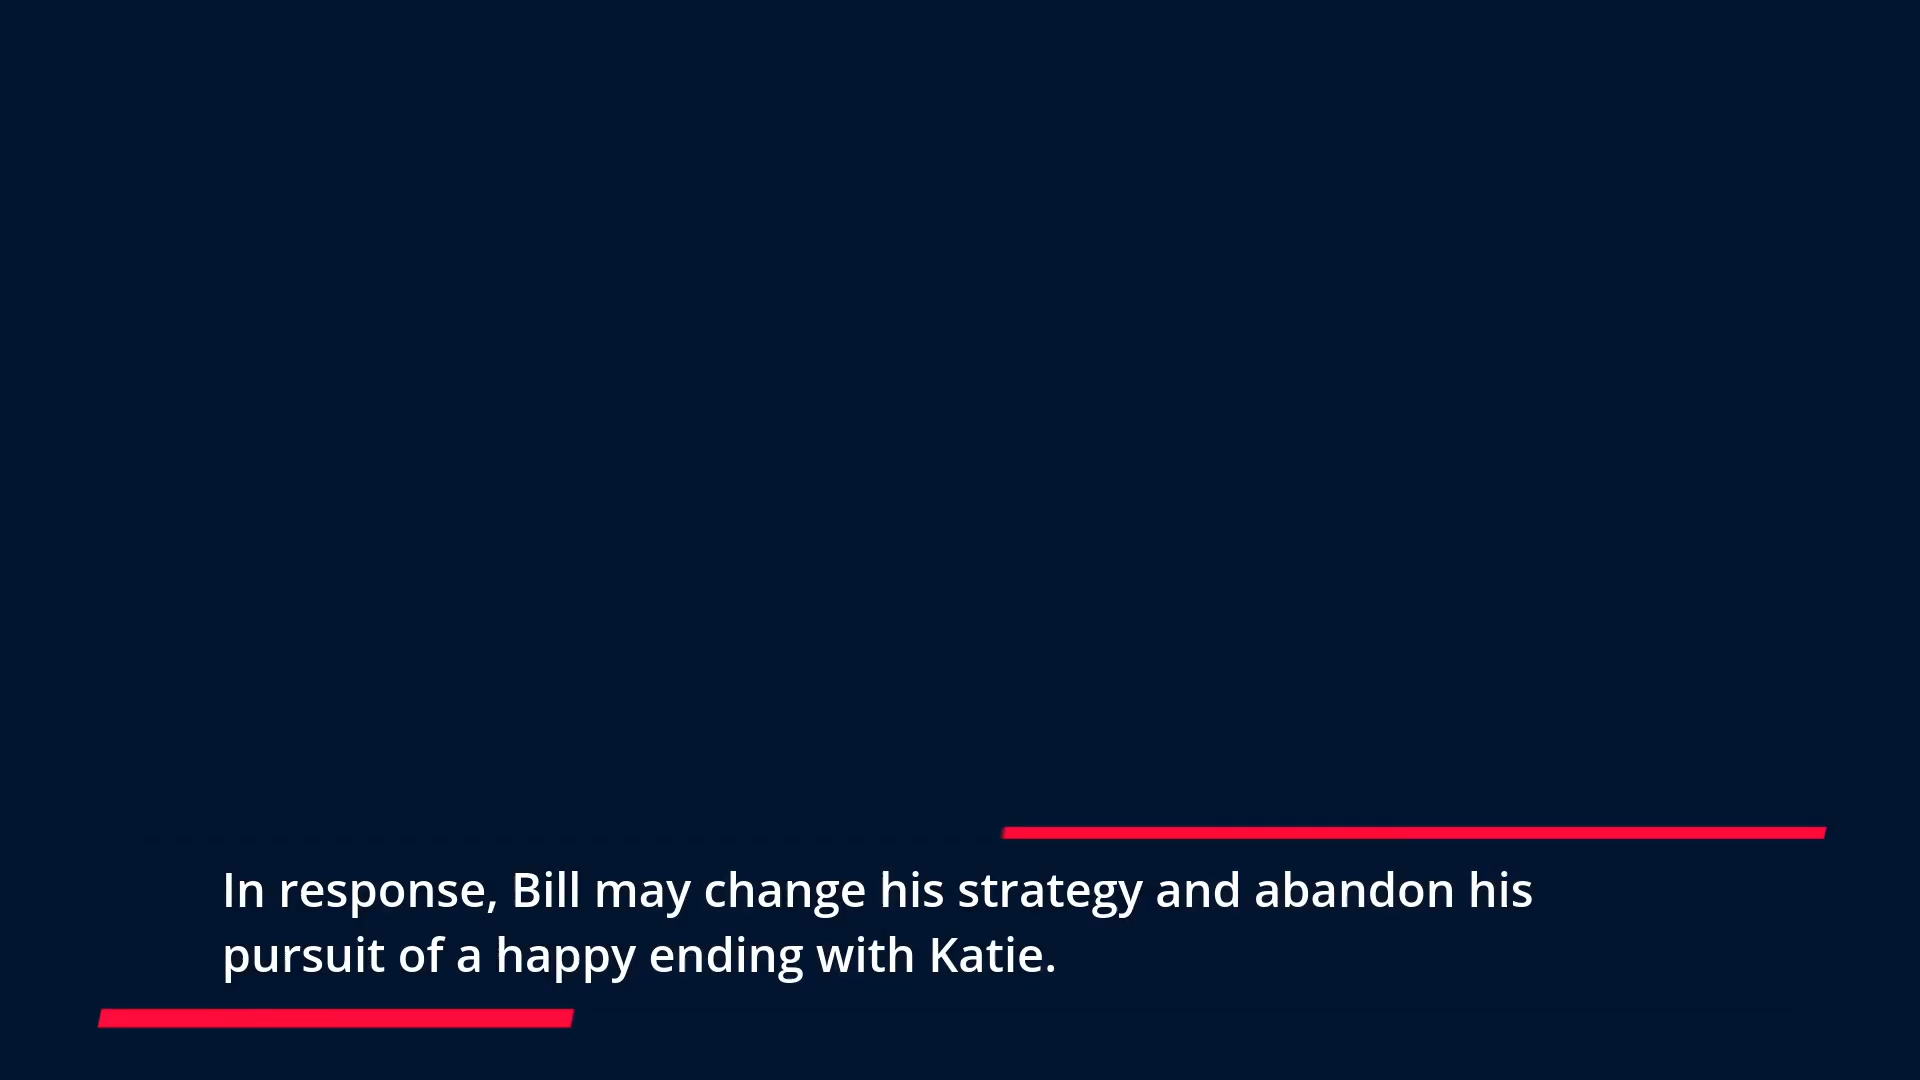 In response, Bill may change his strategy and abandon his
pursuit of a happy ending with Katie.